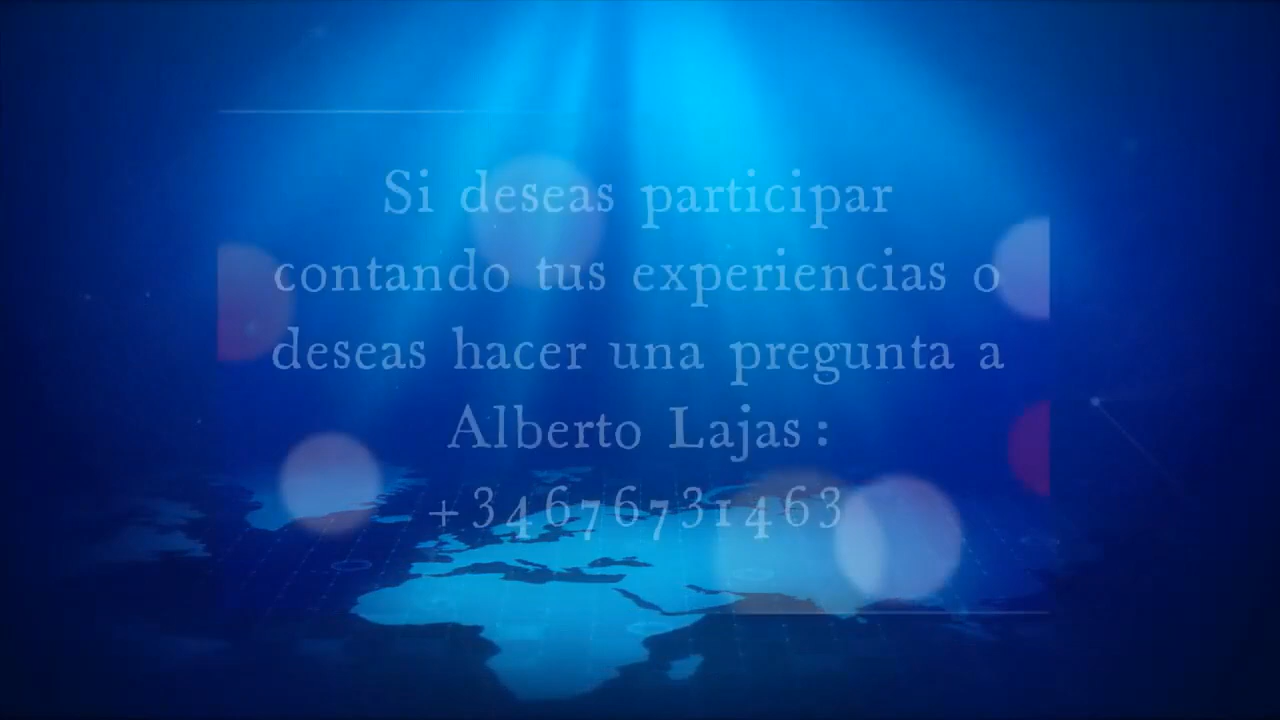 Si deseas participar
contando tus experiencias o
deseas hacer una pregunta a
Alberto Lajas:
+34676731463